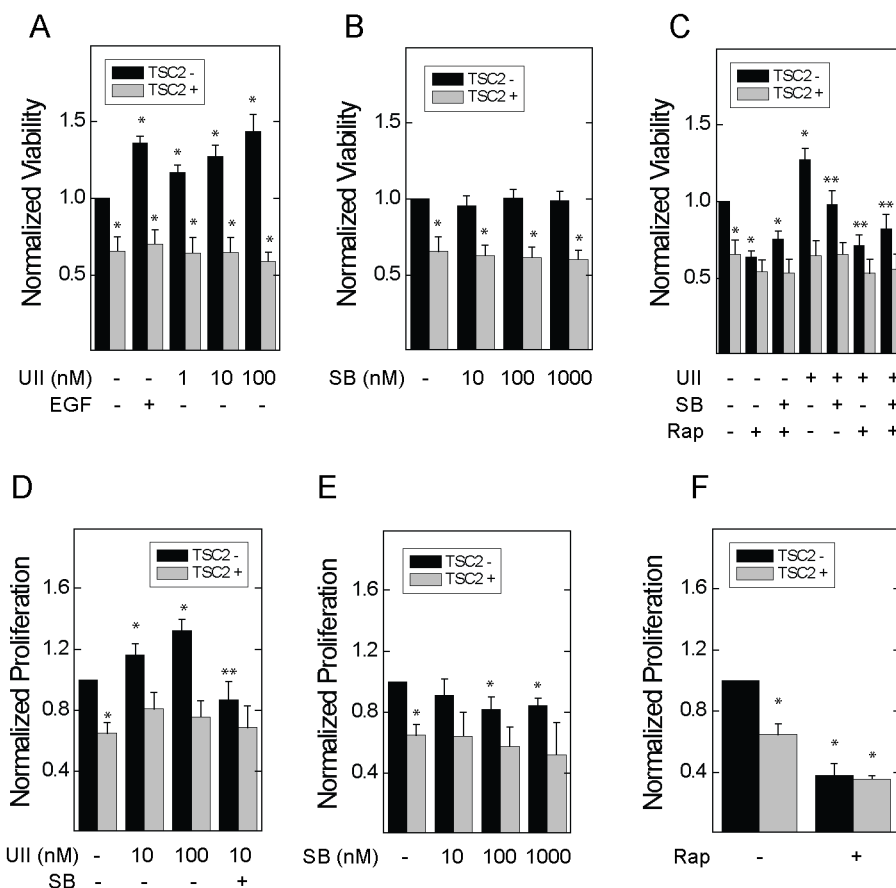 A
Normalized Viability
TSC2 -
TSC2 +
1.5
1.0
0.5
* * * * * * * * *
UII (nM) - - 1 10 100
EGF - + - - -
B
Normalized Viability
TSC2 -
TSC2 +
1.5
1.0
0.5
* * * *
SB (nM) - 10 100 1000
C
Normalized Viability
TSC2 -
TSC2 +
1.5
1.0
0.5
* * * * ** ** **
UII - - - + + + +
SB - - + - + - +
Rap - + + - - + +
D
Normalized Proliferation
TSC2 -
TSC2 +
1.6
1.2
0.8
0.4
* * * **
UII (nM) - 10 100 10
SB - - - +
E
Normalized Proliferation
TSC2 -
TSC2 +
1.6
1.2
0.8
0.4
* * *
SB (nM) - 10 100 1000
F
Normalized Proliferation
TSC2 -
TSC2 +
1.6
1.2
0.8
0.4
* * *
Rap - +